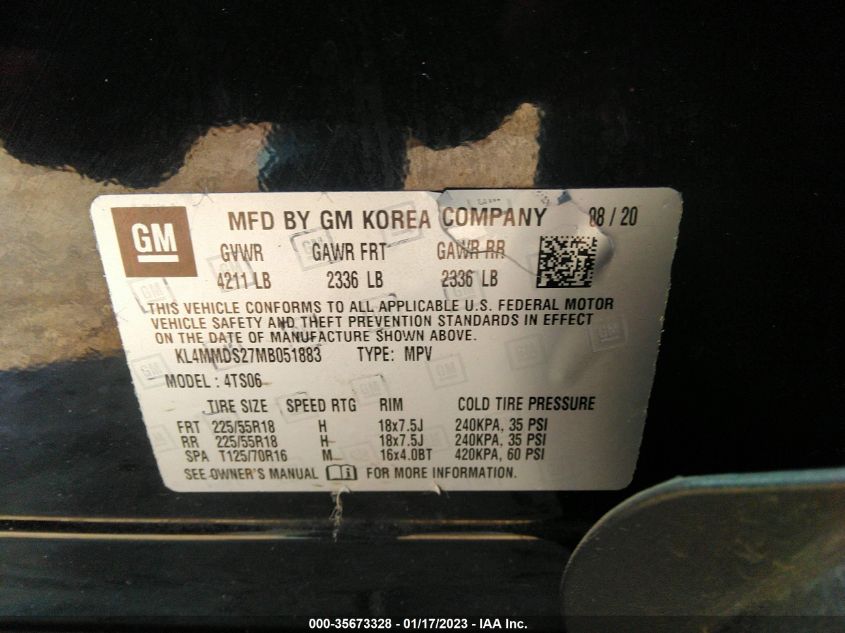 GM
MFD BY GM KOREA COMPANY 08/20
GVWR GAWR FRT GAWR RR
4211 LB 2336 LB 2336 LB
THIS VEHICLE CONFORMS TO ALL APPLICABLE U.S. FEDERAL MOTOR
VEHICLE SAFETY AND THEFT PREVENTION STANDARDS IN EFFECT
ON THE DATE OF MANUFACTURE SHOWN ABOVE.
KL4MMDS27MB051883 TYPE: MPV
MODEL: 4TS06
TIRE SIZE SPEED RTG RIM COLD TIRE PRESSURE
FRT 225/55R18 H 18x7.5J 240KPA, 35 PSI
RR 225/55R18 H 18x7.5J 240KPA, 35 PSI
SPA T125/70R16 M 16x4.0BT 420KPA, 60 PSI
SEE OWNER'S MANUAL FOR MORE INFORMATION.
000-35673328 - 01/17/2023 - IAA Inc.